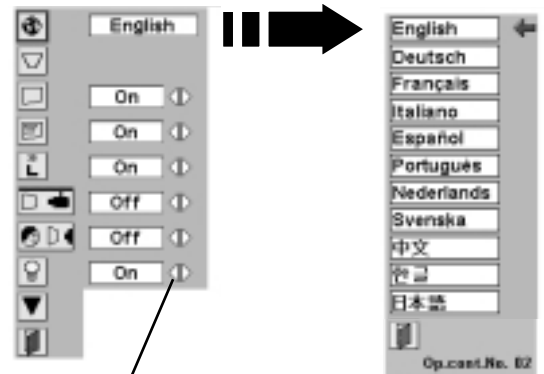 English
On
On
On
Off
Off
On
English
Deutsch
Français
Italiano
Español
Português
Nederlands
Svenska
中文
한글
日本語
Op.cont.No. 02